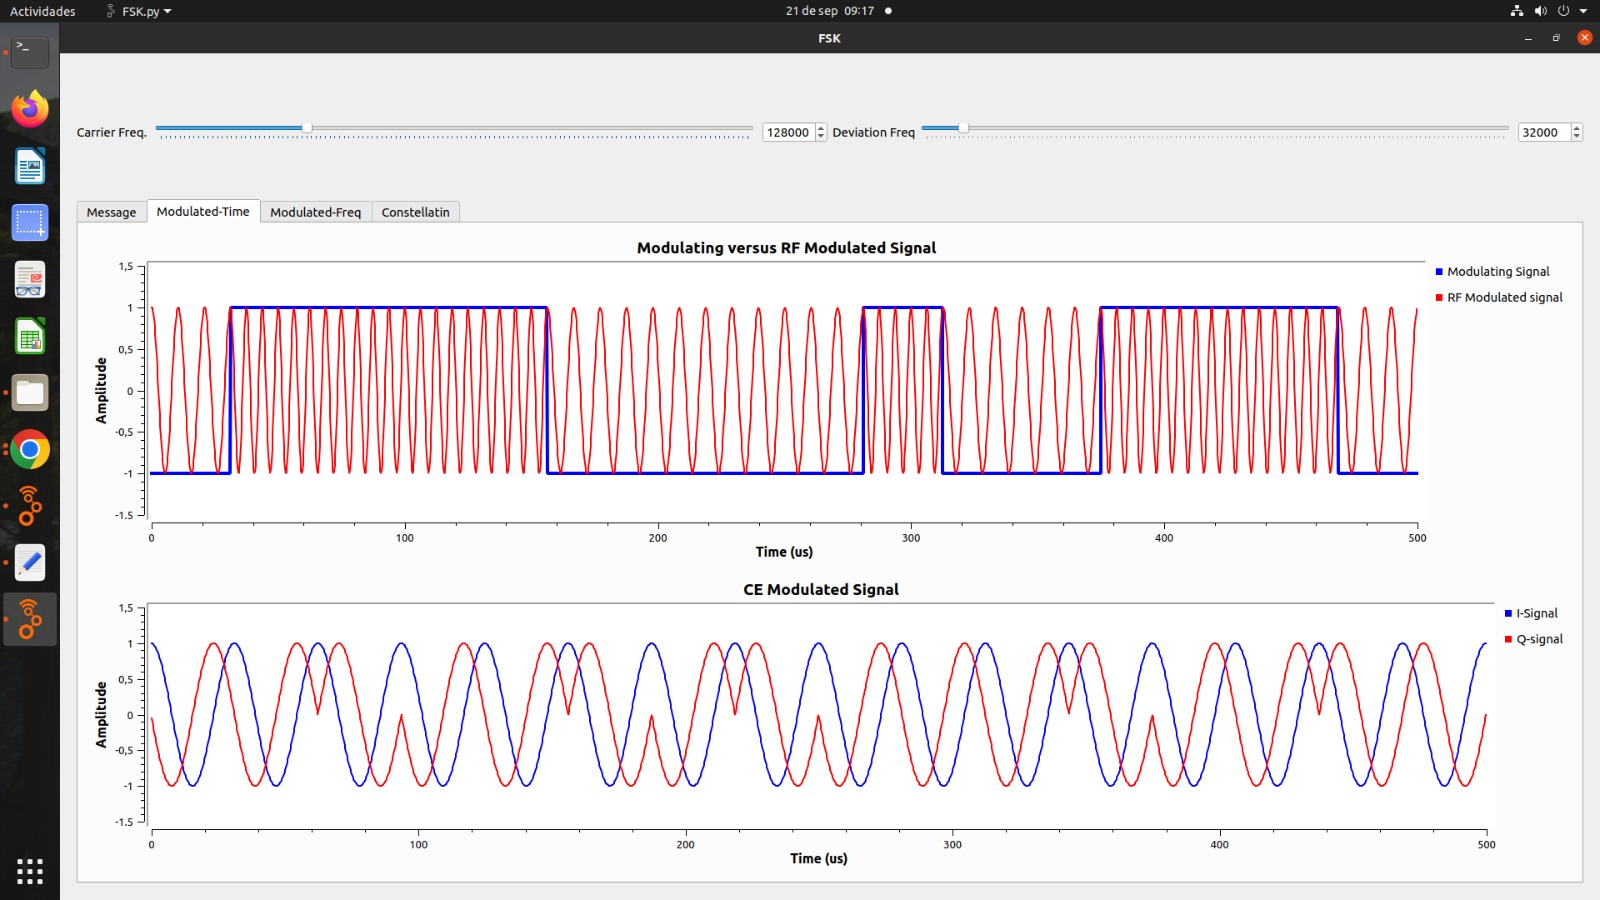 Actividades FSK.py 21 de sep 09:17
FSK
Carrier Freq. 128000 Deviation Freq 32000
Message Modulated-Time Modulated-Freq Constellatin
Modulating versus RF Modulated Signal
1,5
1
0,5
0
-0,5
-1
-1.5
Amplitude
0 100 200 300 400 500
Time (us)
Modulating Signal
RF Modulated signal
CE Modulated Signal
1,5
1
0,5
0
-0,5
-1
-1.5
Amplitude
0 100 200 300 400 500
Time (us)
I-Signal
Q-signal